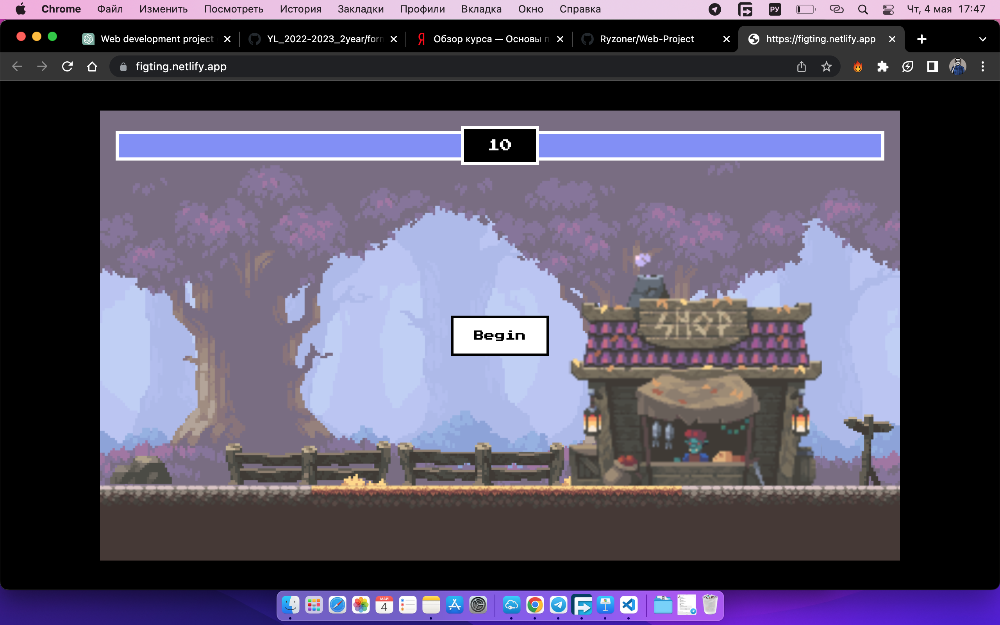 Chrome Файл Изменить Посмотреть История Закладки Профили Вкладка Окно Справка РУ Чт, 4 мая 17:47
Web development project YL_2022-2023_2year/forn Обзор курса — Основы п Ryzoner/Web-Project https://figting.netlify.app
figting.netlify.app
10
SHOP
Begin
МАЙ
4